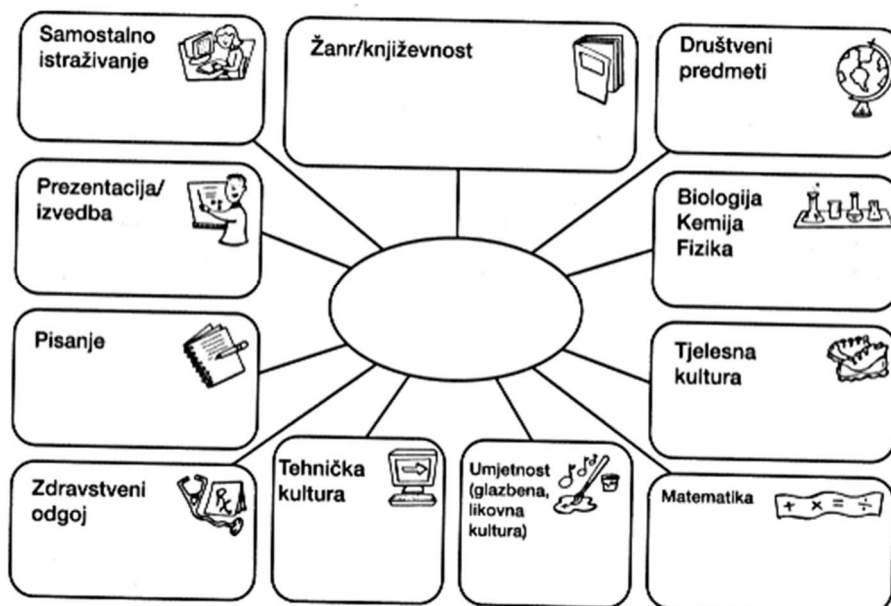 Samostalno
istraživanje
Žanr/književnost
Društveni
predmeti
Prezentacija/
izvedba
Biologija
Kemija
Fizika
Pisanje
Tjelesna
kultura
Zdravstveni
odgoj
Tehnička
kultura
Umjetnost
(glazbena,
likovna
kultura)
Matematika
+ × = ÷